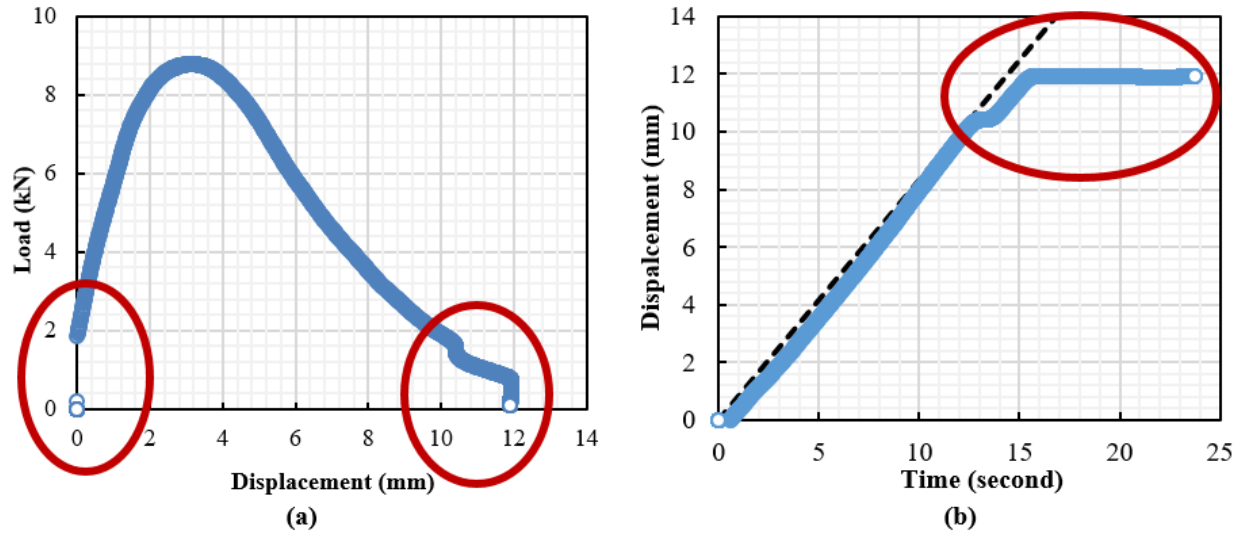 10
8
6
4
2
0
Load (kN)
0 2 4 6 8 10 12 14
Displacement (mm)
(a)
14
12
10
8
6
4
2
0
Dispalcement (mm)
0 5 10 15 20 25
Time (second)
(b)